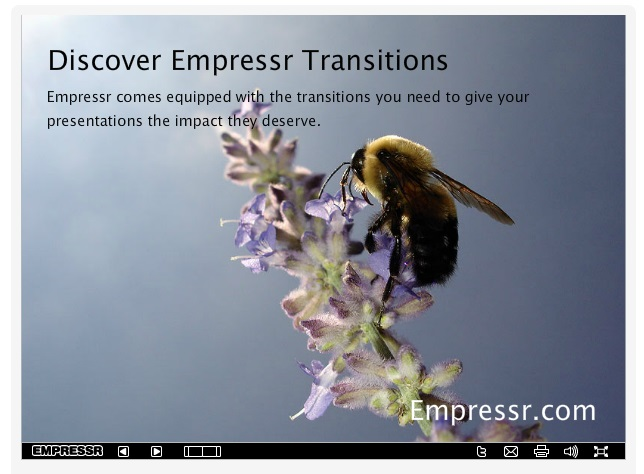 Discover Empressr Transitions
Empressr comes equipped with the transitions you need to give your
presentations the impact they deserve.
Empressr.com
EMPRESSR